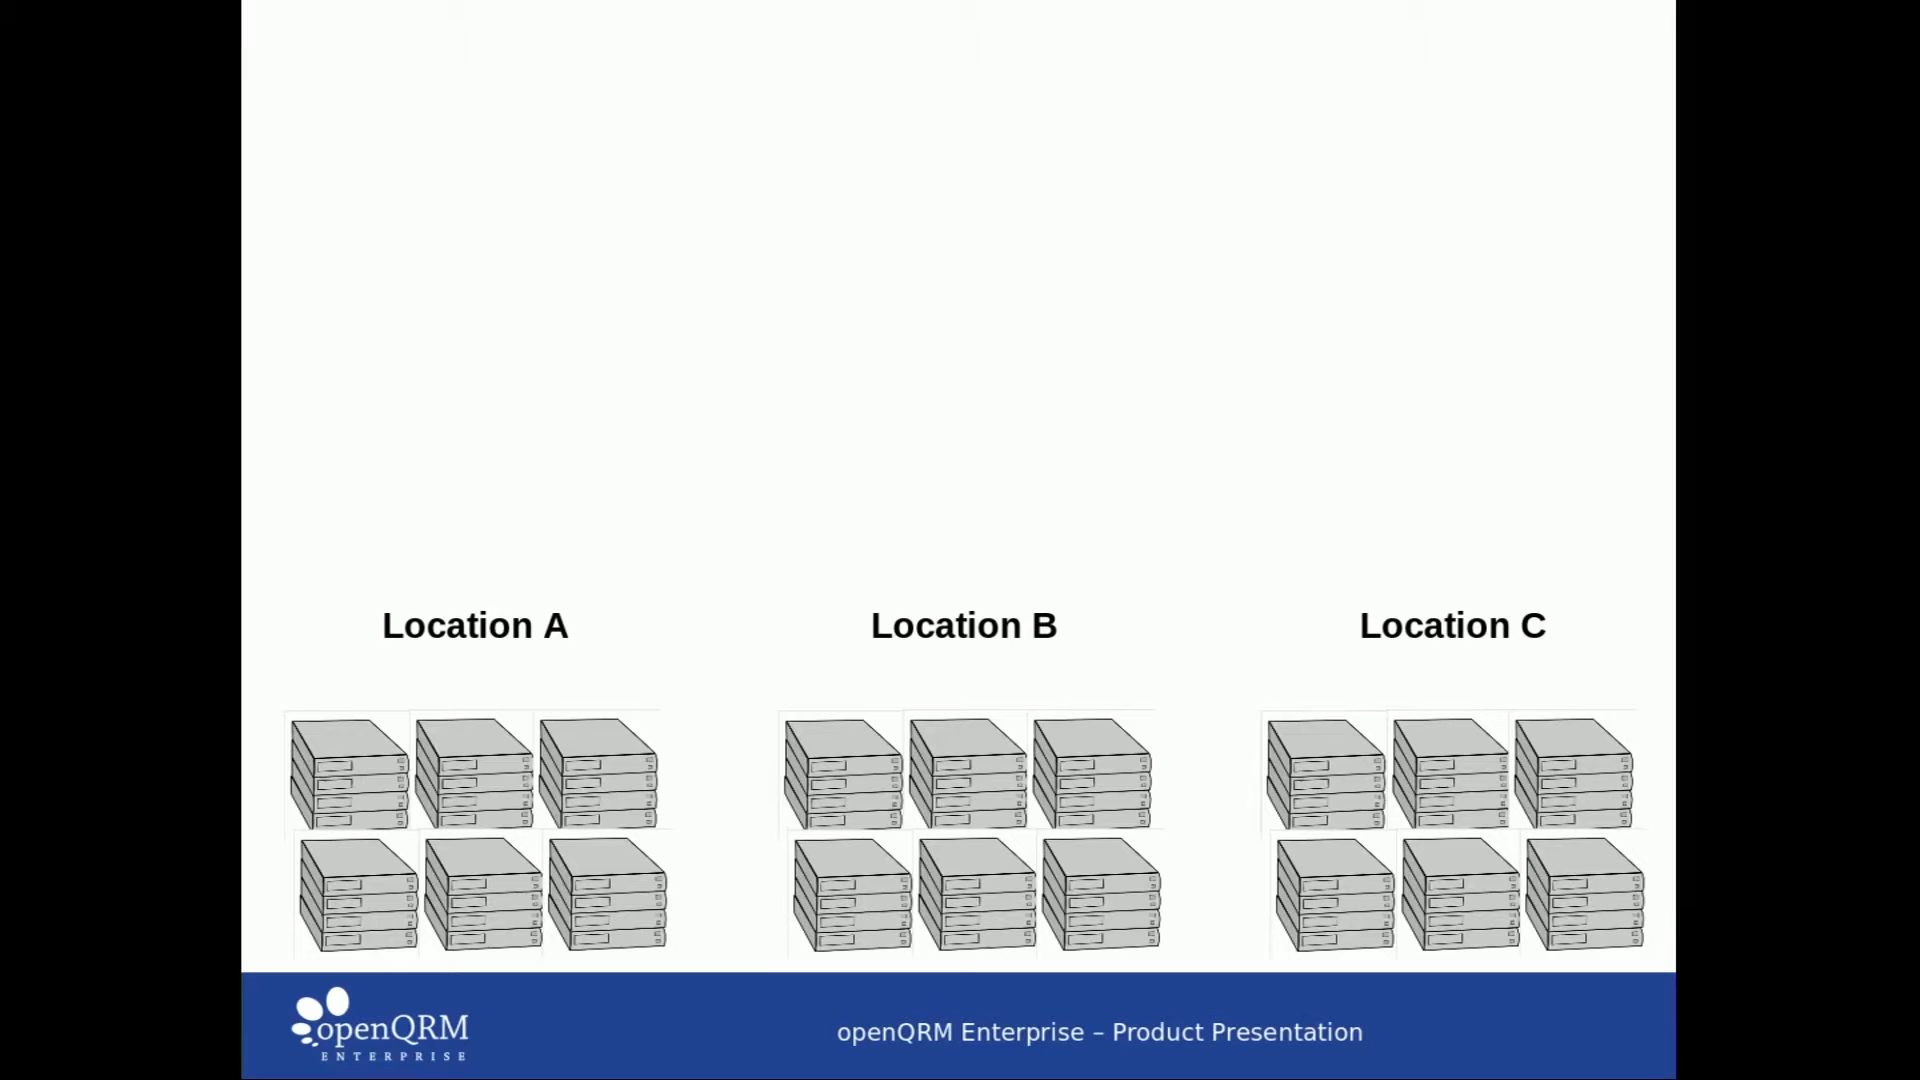 Location A
Location B
Location C
openQRM
ENTERPRISE
openQRM Enterprise – Product Presentation